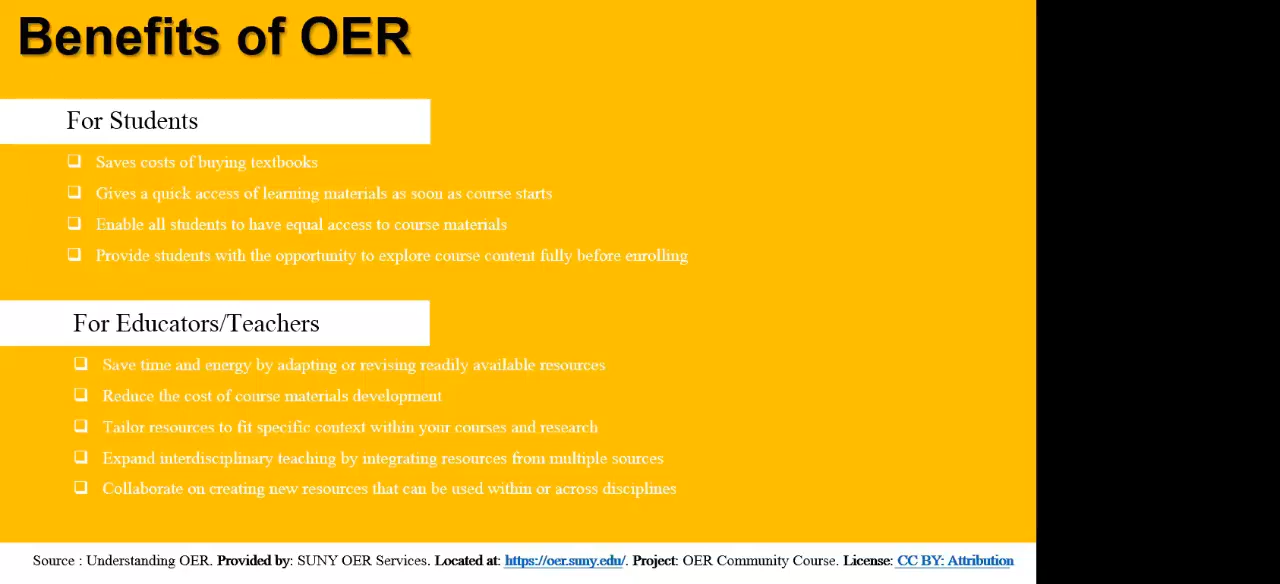 Benefits of OER
For Students
❑ Saves costs of buying textbooks
❑ Gives a quick access of learning materials as soon as course starts
❑ Enable all students to have equal access to course materials
❑ Provide students with the opportunity to explore course content fully before enrolling
For Educators/Teachers
❑ Save time and energy by adapting or revising readily available resources
❑ Reduce the cost of course materials development
❑ Tailor resources to fit specific context within your courses and research
❑ Expand interdisciplinary teaching by integrating resources from multiple sources
❑ Collaborate on creating new resources that can be used within or across disciplines
Source : Understanding OER. Provided by: SUNY OER Services. Located at: https://oer.suny.edu/. Project: OER Community Course. License: CC BY: Attribution